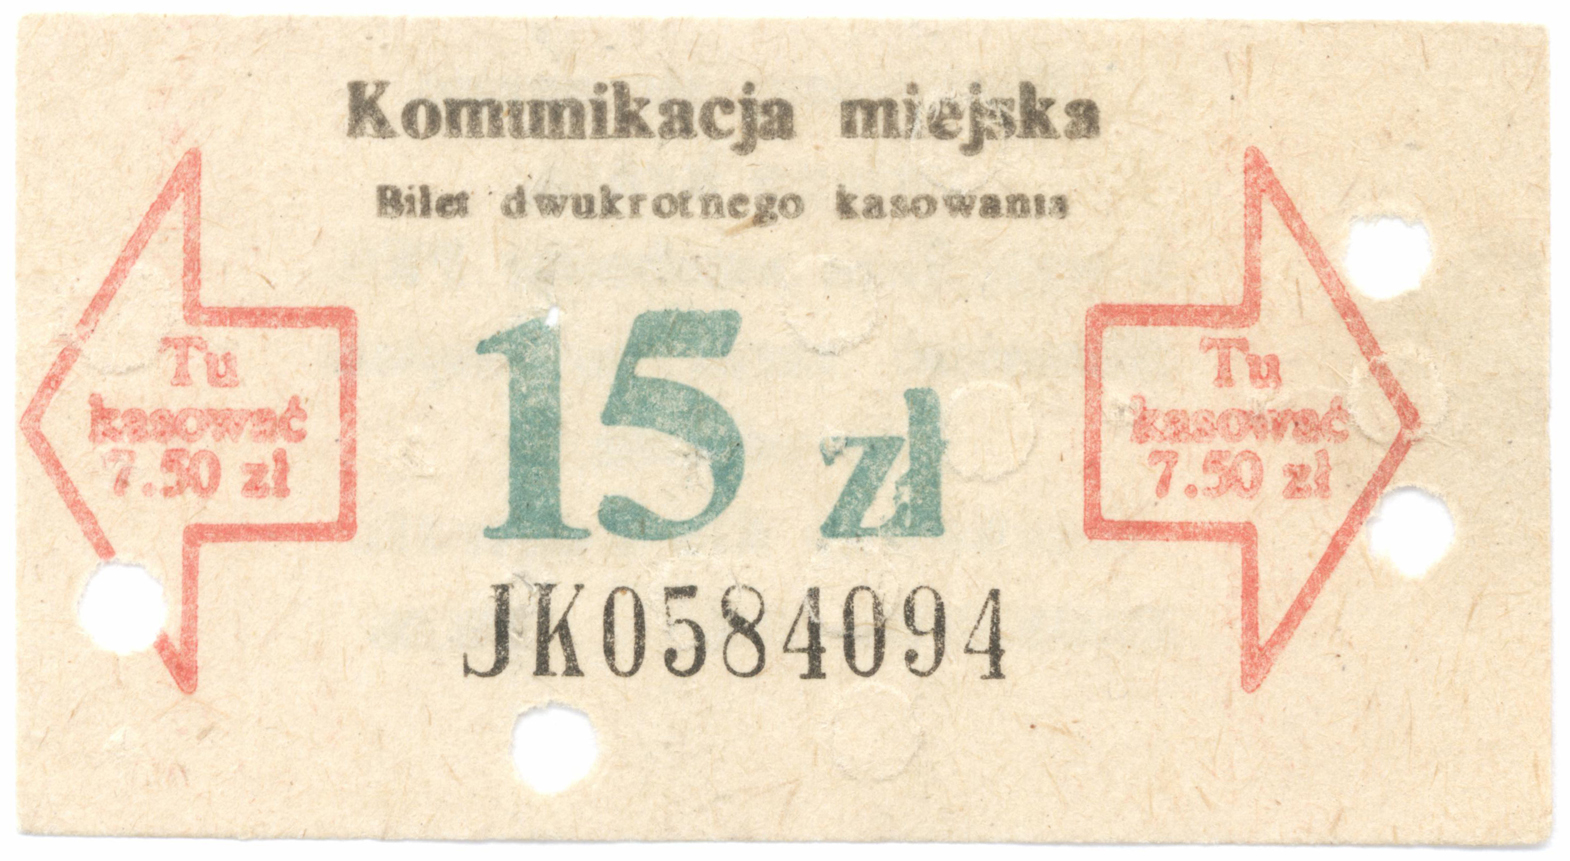 Komunikacja miejska
Bilet dwukrotnego kasowania
Tu
kasować
7.50 zł
15 zł
Tu
kasować
7.50 zł
JK0584094